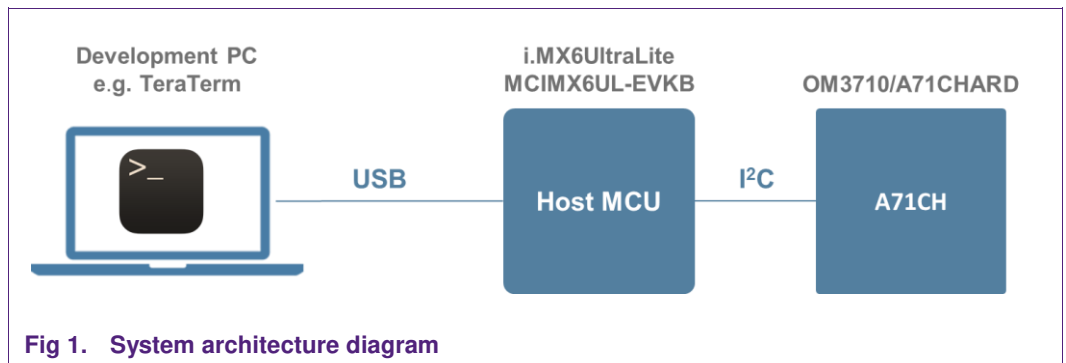 Development PC
e.g. TeraTerm
i.MX6UltraLite
MCIMX6UL-EVKB
OM3710/A71CHARD
>_
USB
Host MCU
I²C
A71CH
Fig 1. System architecture diagram